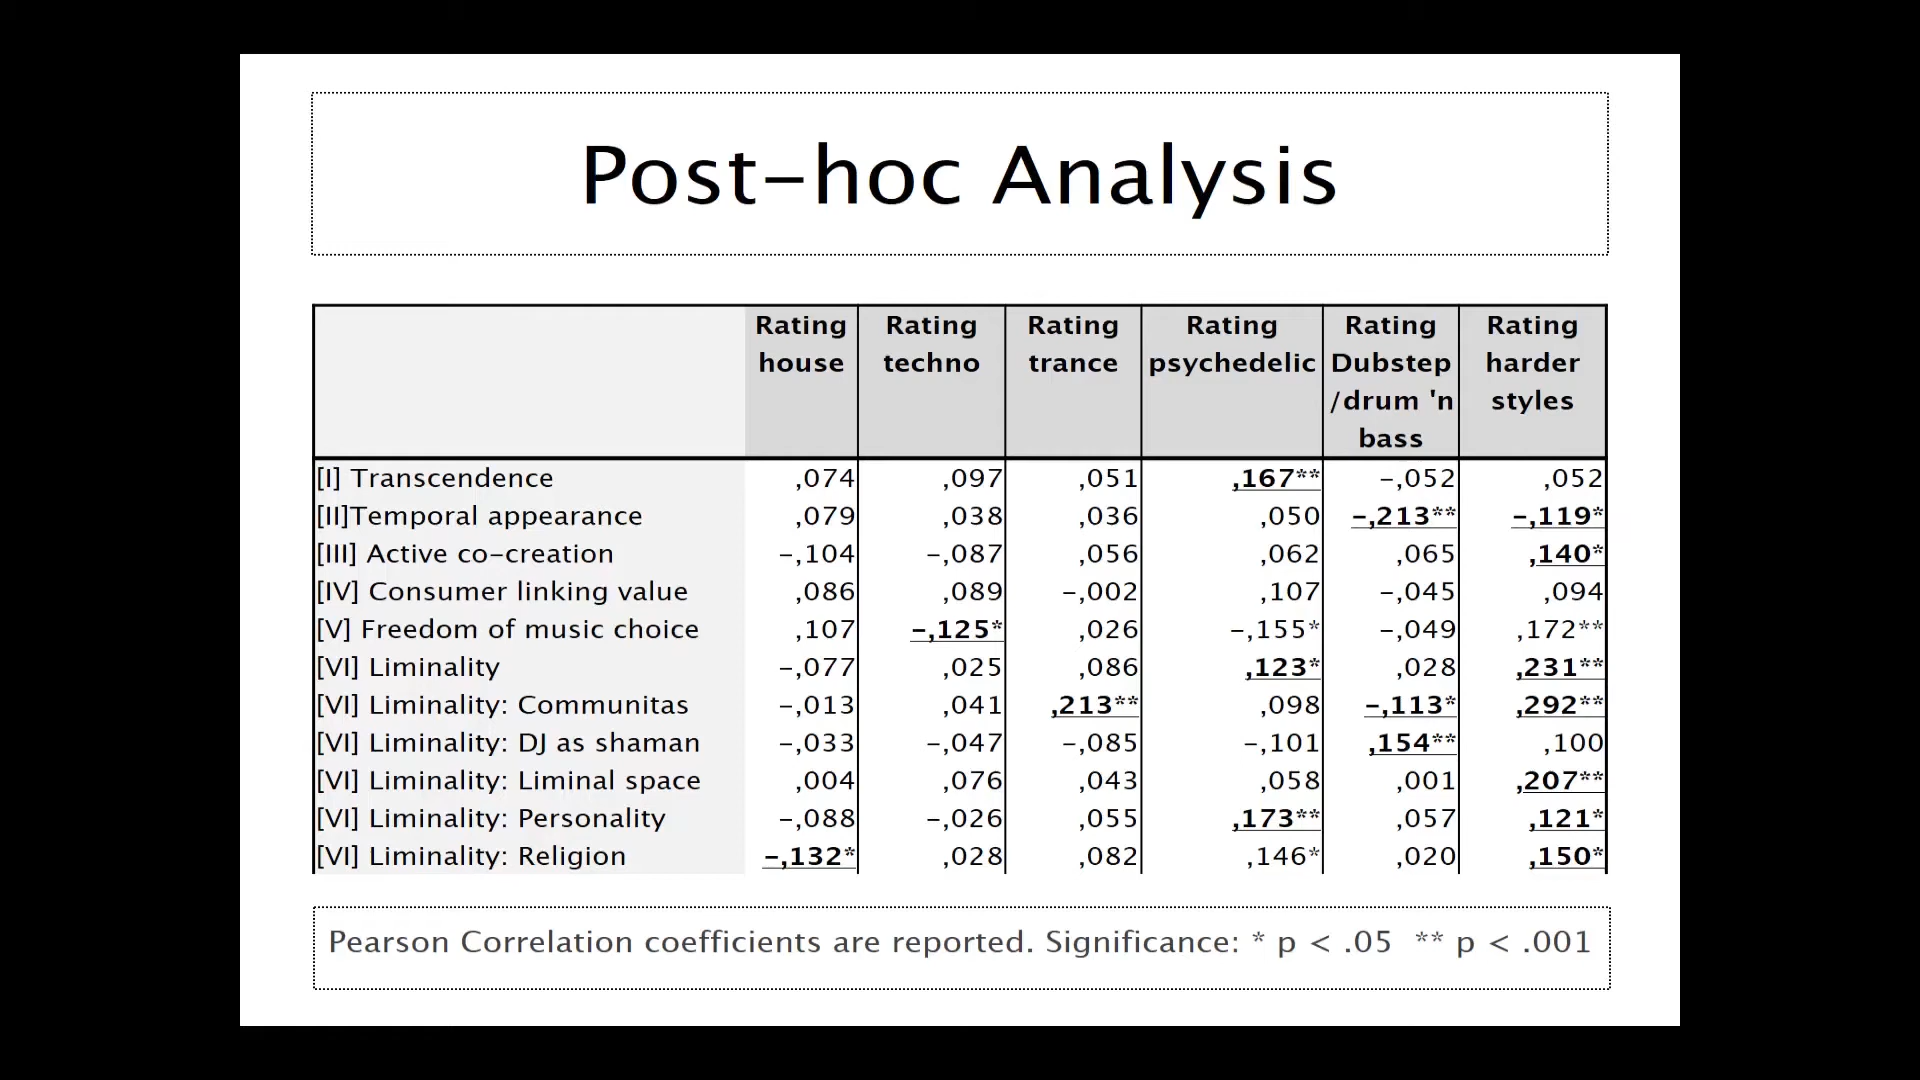 Post-hoc Analysis
Rating house Rating techno Rating trance Rating psychedelic Rating Dubstep /drum 'n bass Rating harder styles
[I] Transcendence ,074 ,097 ,051 ,167** -,052 ,052
[II]Temporal appearance ,079 ,038 ,036 ,050 -,213** -,119*
[III] Active co-creation -,104 -,087 ,056 ,062 ,065 ,140*
[IV] Consumer linking value ,086 ,089 -,002 ,107 -,045 ,094
[V] Freedom of music choice ,107 -,125* ,026 -,155* -,049 ,172**
[VI] Liminality -,077 ,025 ,086 ,123* ,028 ,231**
[VI] Liminality: Communitas -,013 ,041 ,213** ,098 -,113* ,292**
[VI] Liminality: DJ as shaman -,033 -,047 -,085 -,101 ,154** ,100
[VI] Liminality: Liminal space ,004 ,076 ,043 ,058 ,001 ,207**
[VI] Liminality: Personality -,088 -,026 ,055 ,173** ,057 ,121*
[VI] Liminality: Religion -,132* ,028 ,082 ,146* ,020 ,150*
Pearson Correlation coefficients are reported. Significance: * p < .05 ** p < .001